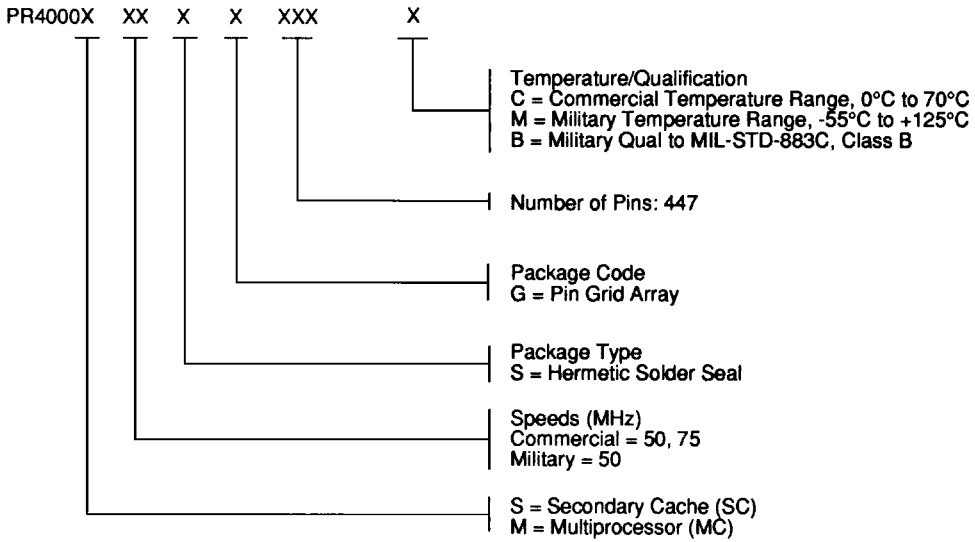 PR4000X XX X X XXX X
Temperature/Qualification
C = Commercial Temperature Range, 0°C to 70°C
M = Military Temperature Range, -55°C to +125°C
B = Military Qual to MIL-STD-883C, Class B
Number of Pins: 447
Package Code
G = Pin Grid Array
Package Type
S = Hermetic Solder Seal
Speeds (MHz)
Commercial = 50, 75
Military = 50
S = Secondary Cache (SC)
M = Multiprocessor (MC)